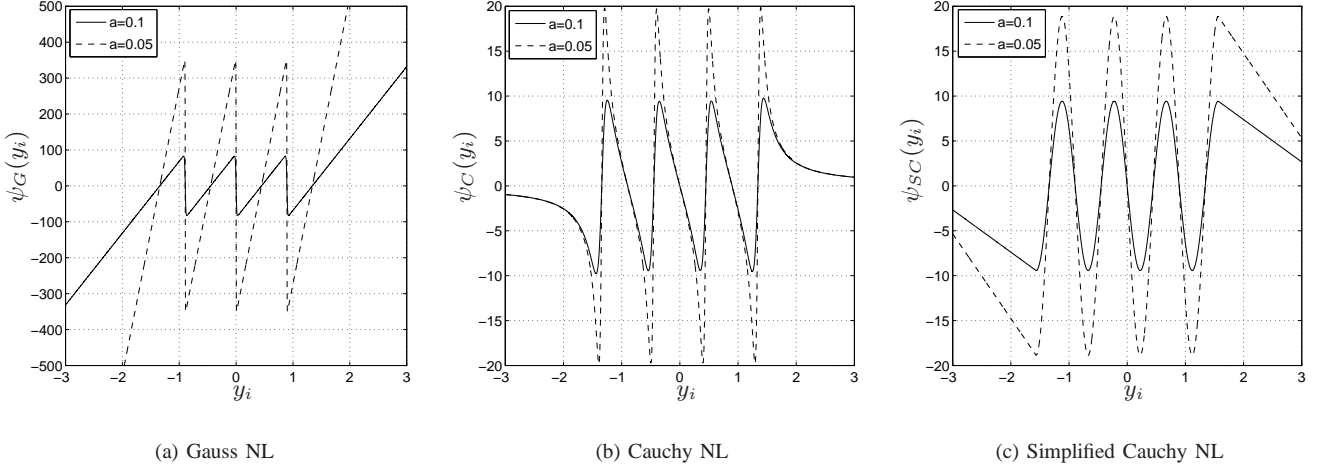 500
400
300
200
100
0
−100
−200
−300
−400
−500
−3 −2 −1 0 1 2 3
ψ_G(y_i)
y_i
a=0.1
a=0.05
(a) Gauss NL
20
15
10
5
0
−5
−10
−15
−20
−3 −2 −1 0 1 2 3
ψ_C(y_i)
y_i
a=0.1
a=0.05
(b) Cauchy NL
20
15
10
5
0
−5
−10
−15
−20
−3 −2 −1 0 1 2 3
ψ_{SC}(y_i)
y_i
a=0.1
a=0.05
(c) Simplified Cauchy NL